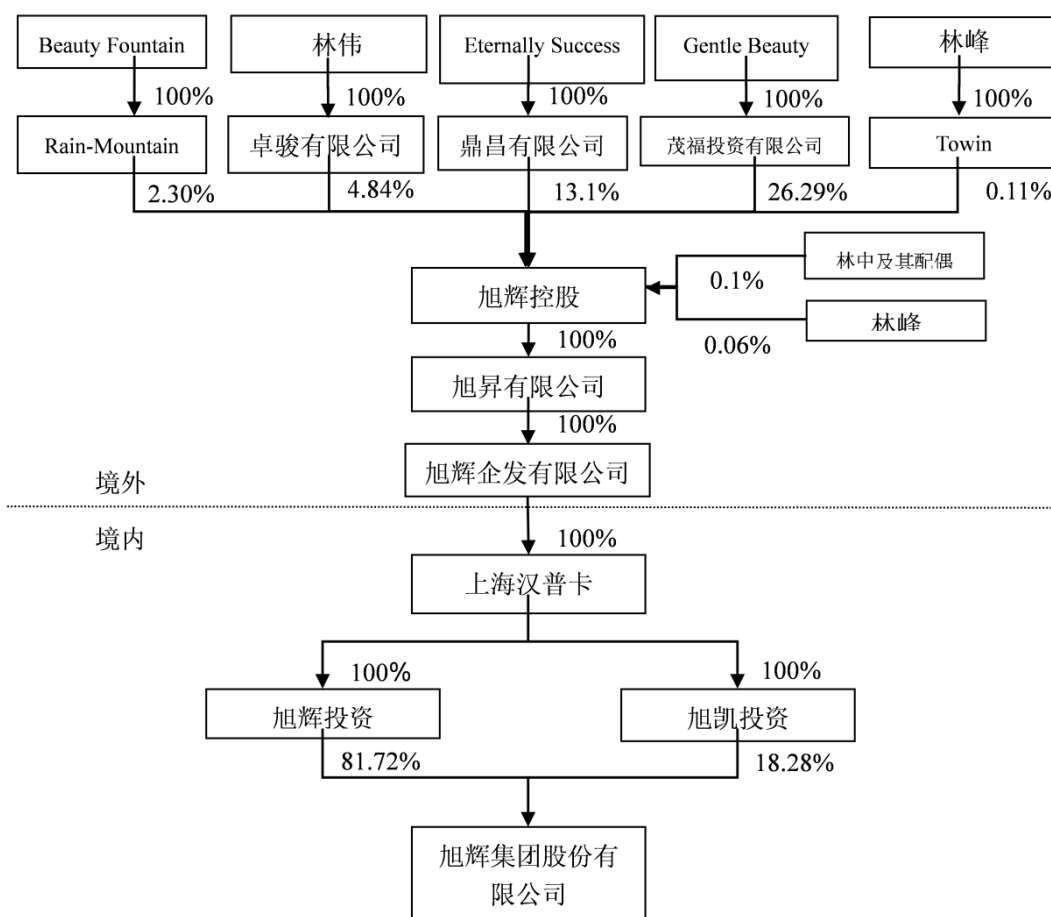 Beauty Fountain
林伟
Eternally Success
Gentle Beauty
林峰
100%
100%
100%
100%
100%
Rain-Mountain
卓骏有限公司
鼎昌有限公司
茂福投资有限公司
Towin
2.30%
4.84%
13.1%
26.29%
0.11%
林中及其配偶
旭辉控股
0.1%
林峰
0.06%
100%
旭昇有限公司
100%
旭辉企发有限公司
境外
境内
100%
上海汉普卡
100%
100%
旭辉投资
旭凯投资
81.72%
18.28%
旭辉集团股份有
限公司